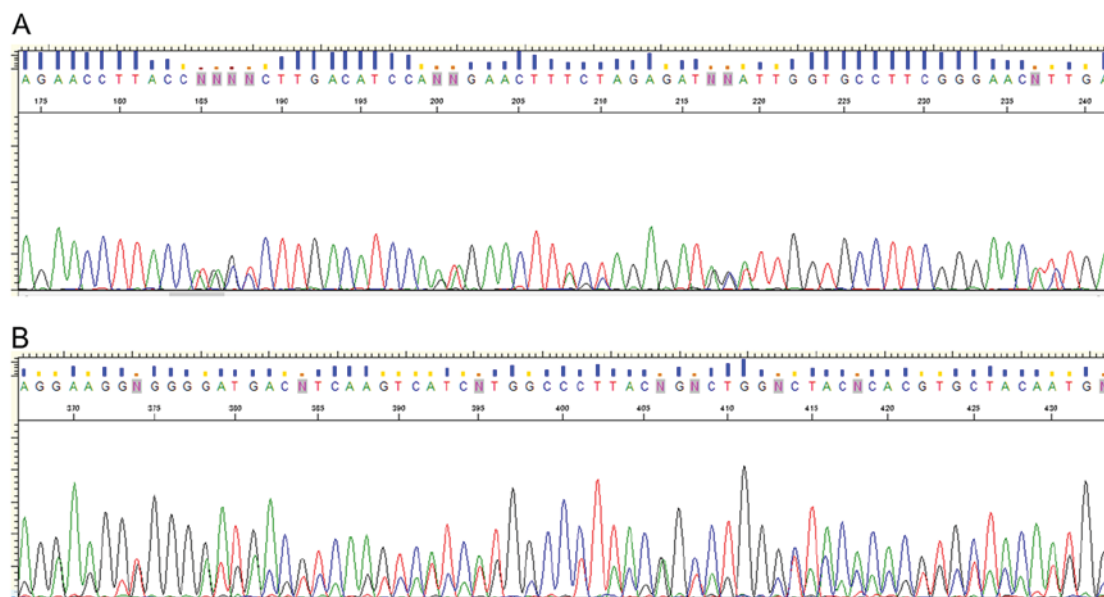 A
AGAACCTTACCNNNNCTTGACATCCANNGAACTTTCTAGAGATNNATTGGTGCCTTCGGGAACNTTGA
175 180 185 190 195 200 205 210 215 220 225 230 235 240
B
AGGAAGGNGGGGATGACNTCAAGTCATCNTGGCCCTTACNGNCTGGNCTACNCACGTGCTACAATGN
370 375 380 385 390 395 400 405 410 415 420 425 430